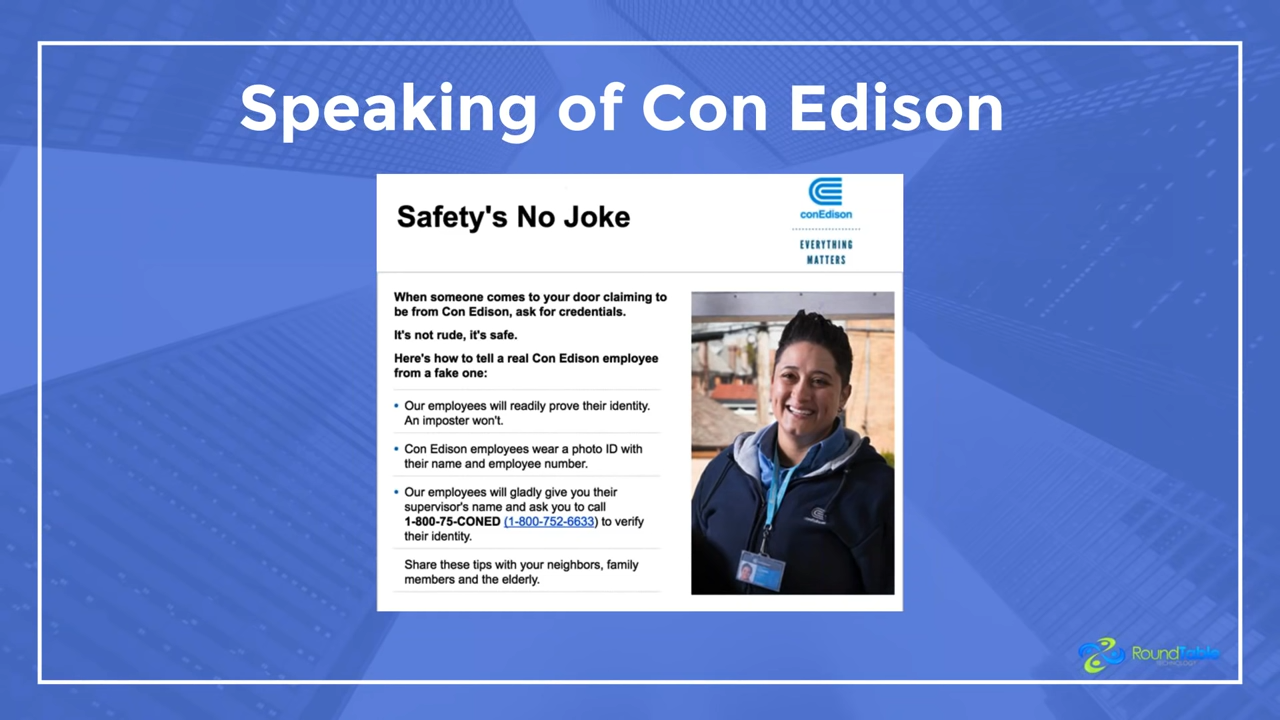 Speaking of Con Edison
Safety's No Joke
conEdison
EVERYTHING
MATTERS
When someone comes to your door claiming to
be from Con Edison, ask for credentials.
It's not rude, it's safe.
Here's how to tell a real Con Edison employee
from a fake one:
• Our employees will readily prove their identity.
An imposter won't.
• Con Edison employees wear a photo ID with
their name and employee number.
• Our employees will gladly give you their
supervisor's name and ask you to call
1-800-75-CONED (1-800-752-6633) to verify
their identity.
Share these tips with your neighbors, family
members and the elderly.
RoundTable
TECHNOLOGY